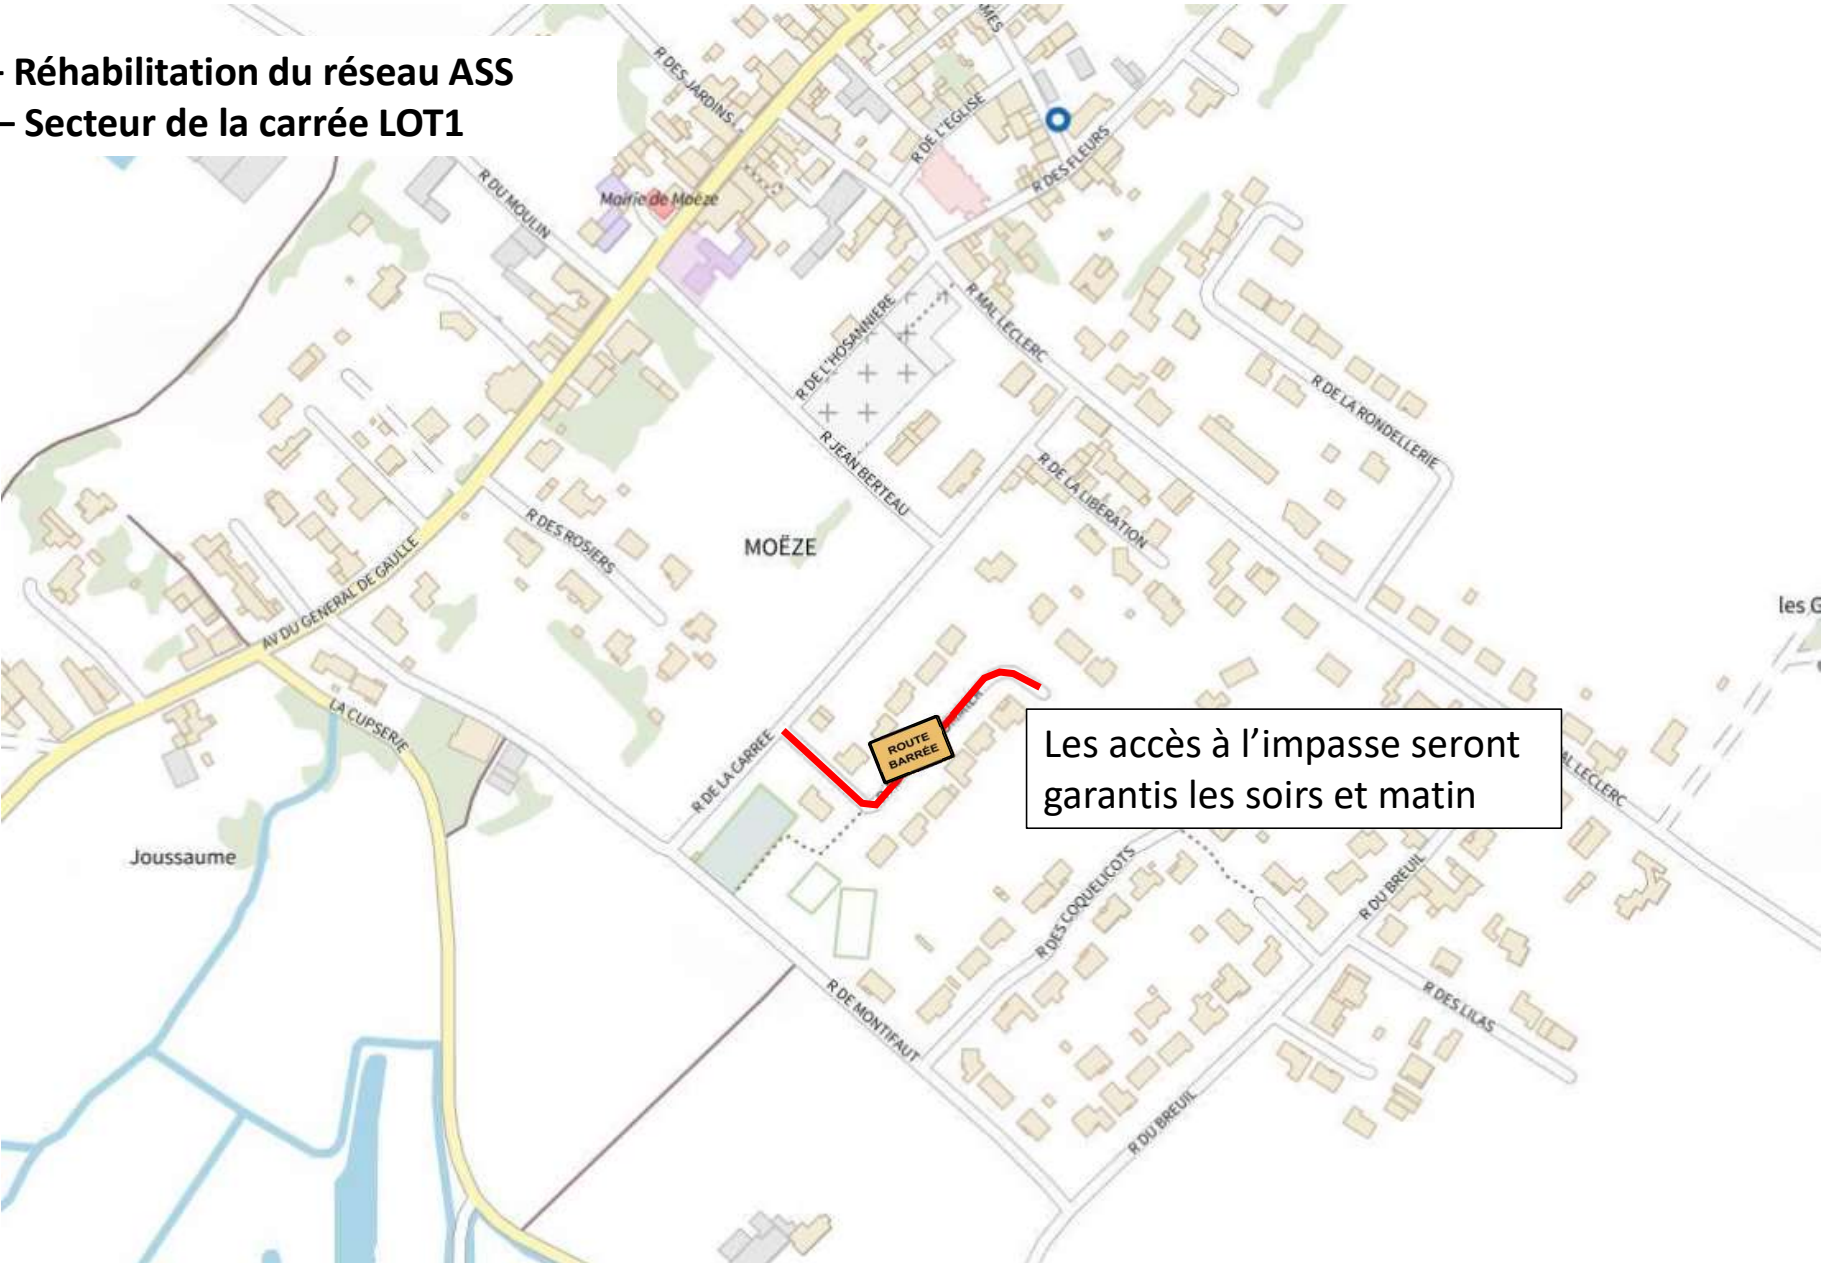 - Réhabilitation du réseau ASS
– Secteur de la carrée LOT1
R DES JARDINS
R DE L'EGLISE
R DES FLEURS
R DU MOULIN
Mairie de Moëze
R MAL LECLERC
R DE L'HOSANNIERE
R DE LA RONDELLERIE
R JEAN BERTEAU
R DE LA LIBERATION
R DES ROSIERS
MOËZE
AV DU GENERAL DE GAULLE
les G
LA CUPSERIE
R DE LA CARREE
ROUTE
BARRÉE
Les accès à l’impasse seront
garantis les soirs et matin
AL LECLERC
Joussaume
R DES COQUELICOTS
R DU BREUIL
R DE MONTIFAUT
R DES LILAS
R DU BREUIL